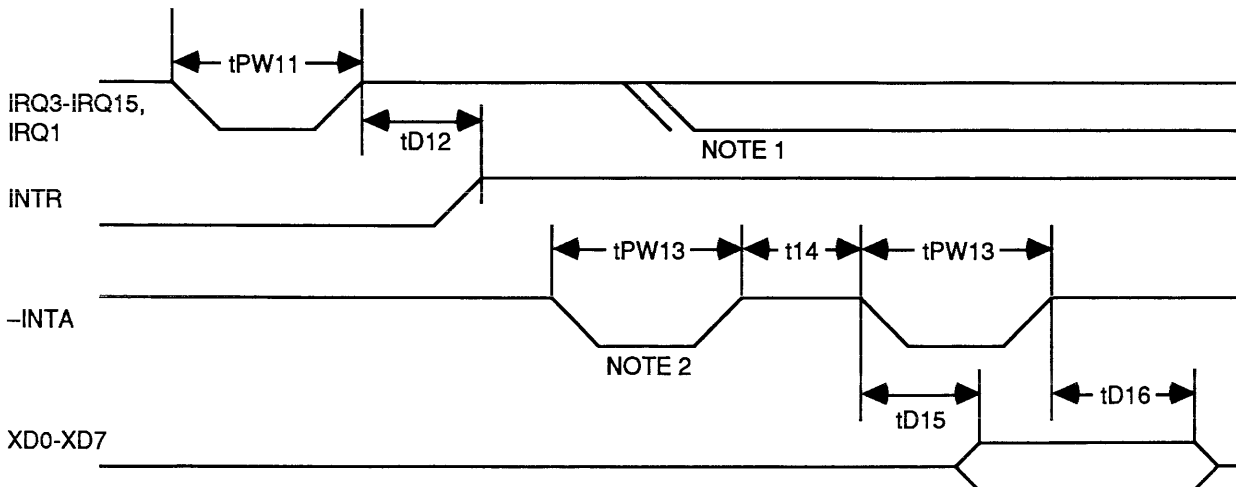 tPW11
IRQ3-IRQ15,
IRQ1
tD12
NOTE 1
INTR
tPW13
t14
tPW13
–INTA
NOTE 2
tD15
tD16
XD0-XD7